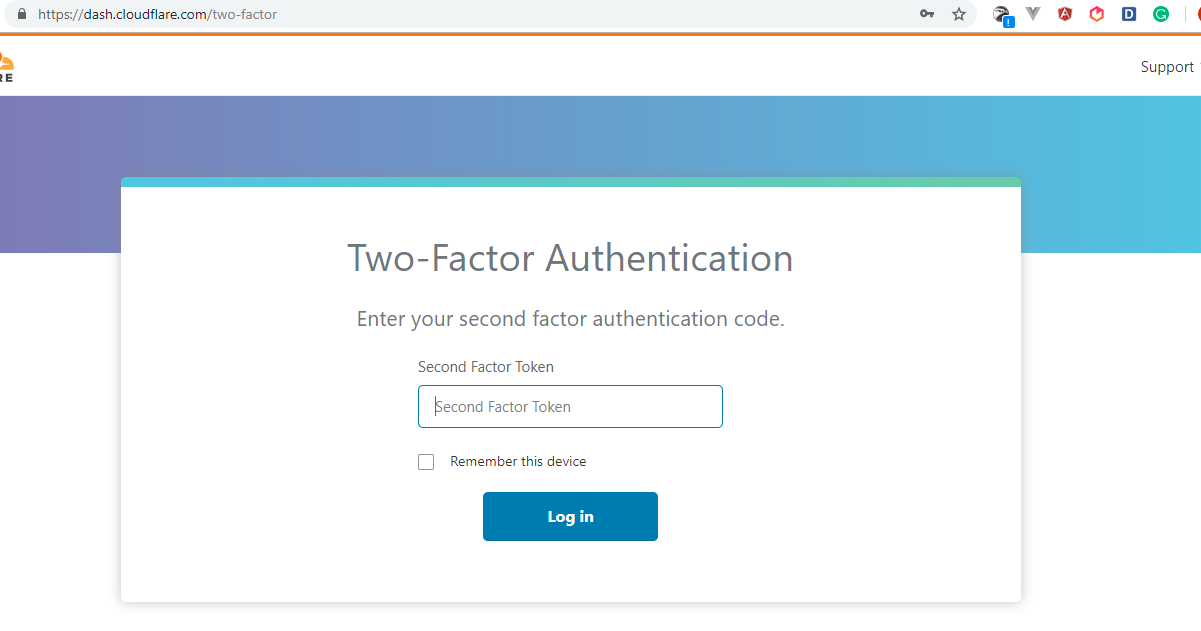 https://dash.cloudflare.com/two-factor
RE
Support
Two-Factor Authentication
Enter your second factor authentication code.
Second Factor Token
Second Factor Token
Remember this device
Log in